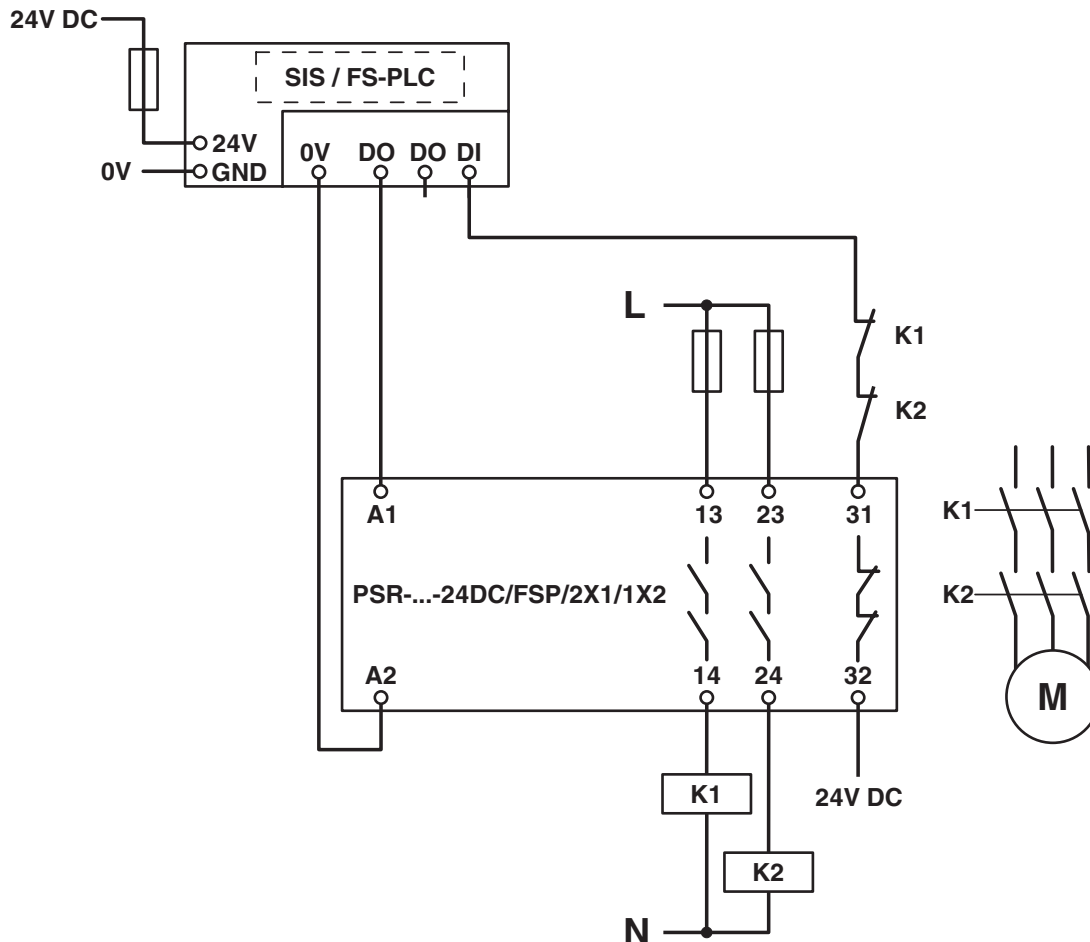 24V DC
SIS / FS-PLC
24V
0V DO DO DI
0V
GND
L
K1
K2
A1
13 23 31
K1
PSR-...-24DC/FSP/2X1/1X2
K2
A2
14 24 32
M
K1
24V DC
K2
N